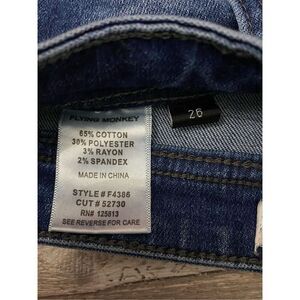 FLYING MONKEY
65% COTTON
30% POLYESTER
3% RAYON
2% SPANDEX
MADE IN CHINA
STYLE # F4386
CUT # 52730
RN# 125813
SEE REVERSE FOR CARE
26